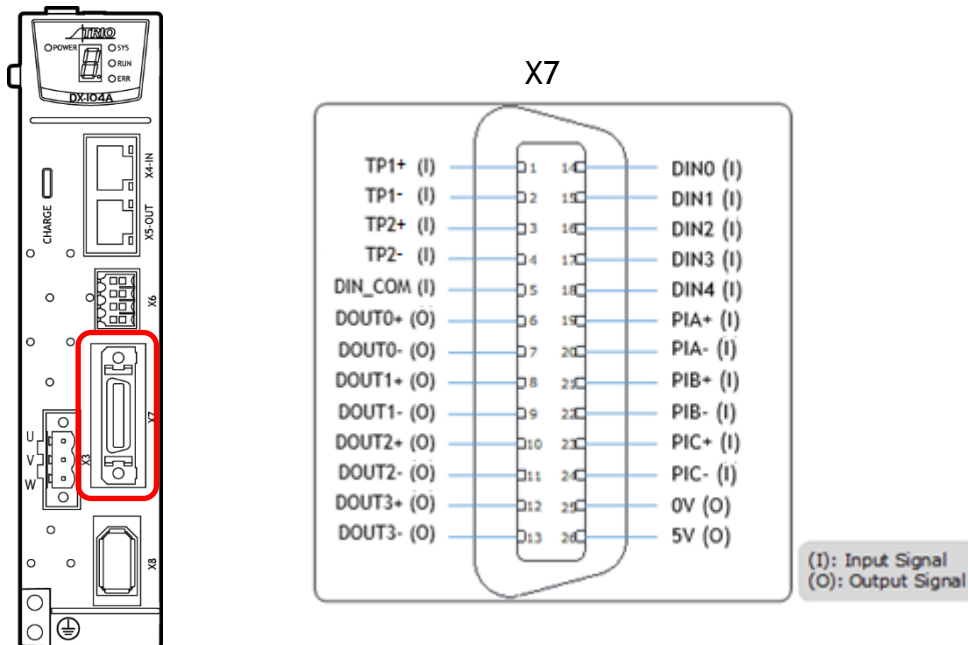 TRIO
POWER
SYS
RUN
ERR
DX-I04A
X4-IN
CHARGE
X5-OUT
X6
X7
U
V
W
X3
X8
X7
TP1+ (I) 1 14 DIN0 (I)
TP1- (I) 2 15 DIN1 (I)
TP2+ (I) 3 16 DIN2 (I)
TP2- (I) 4 17 DIN3 (I)
DIN_COM (I) 5 18 DIN4 (I)
DOUT0+ (O) 6 19 PIA+ (I)
DOUT0- (O) 7 20 PIA- (I)
DOUT1+ (O) 8 21 PIB+ (I)
DOUT1- (O) 9 22 PIB- (I)
DOUT2+ (O) 10 23 PIC+ (I)
DOUT2- (O) 11 24 PIC- (I)
DOUT3+ (O) 12 25 0V (O)
DOUT3- (O) 13 26 5V (O)
(I): Input Signal
(O): Output Signal